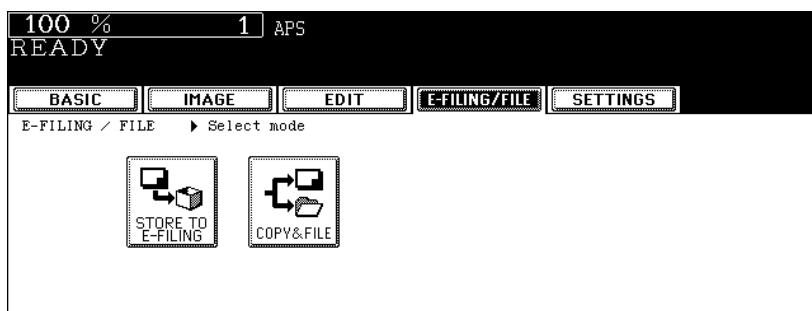 100 % 1 APS
READY
BASIC IMAGE EDIT E-FILING/FILE SETTINGS
E-FILING / FILE ▶ Select mode
STORE TO
E-FILING
COPY&FILE